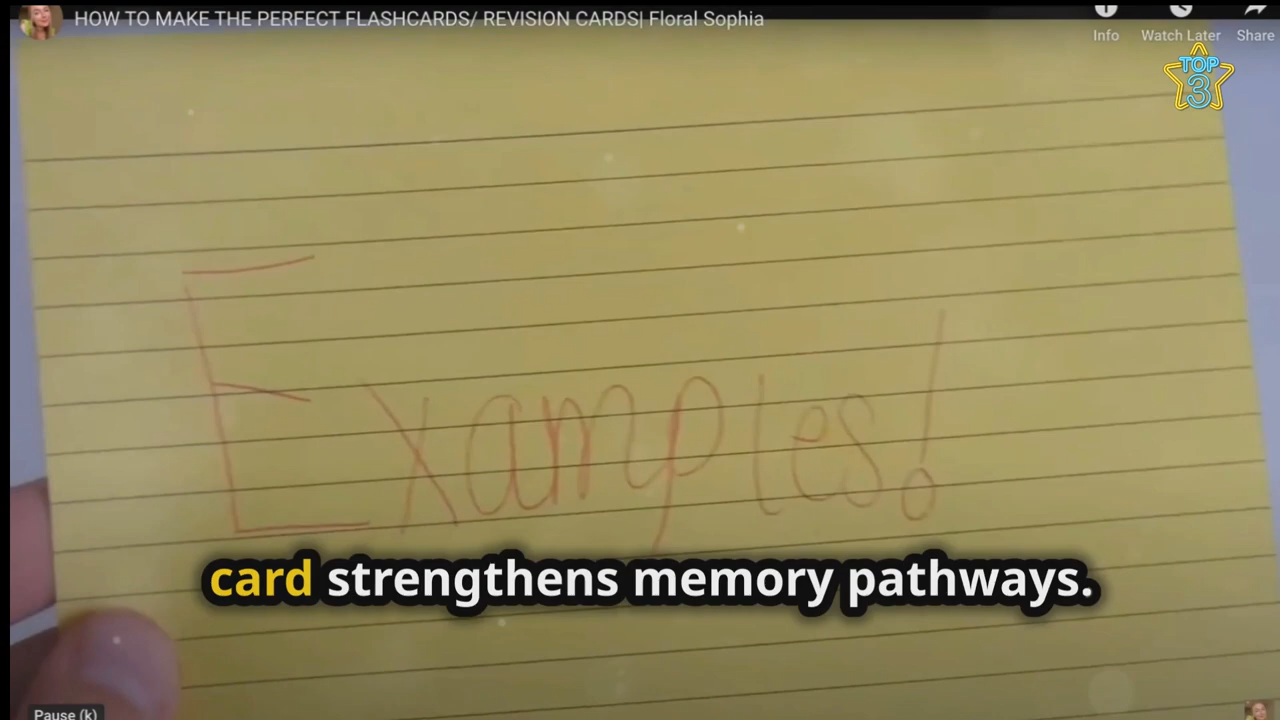 HOW TO MAKE THE PERFECT FLASHCARDS/ REVISION CARDS| Floral Sophia
Info
Watch Later
Share
TOP
3
Examples!
card strengthens memory pathways.
Pause (k)